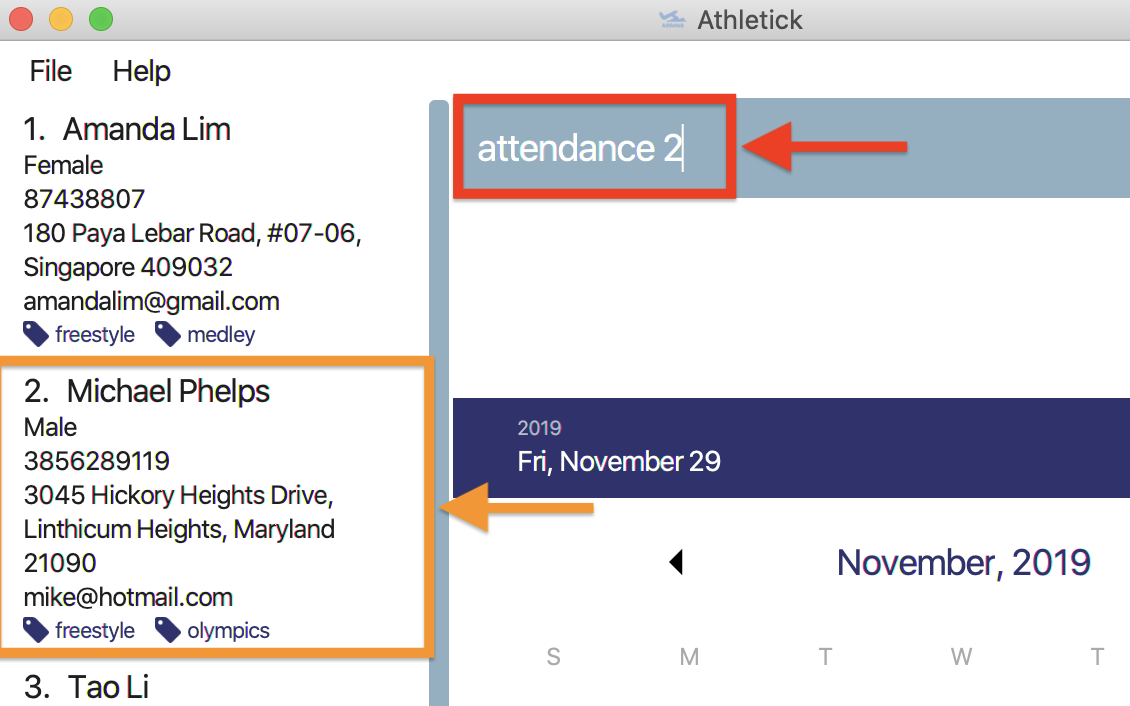 Athletick
File Help
1. Amanda Lim
Female
87438807
180 Paya Lebar Road, #07-06,
Singapore 409032
amandalim@gmail.com
freestyle medley
2. Michael Phelps
Male
3856289119
3045 Hickory Heights Drive,
Linthicum Heights, Maryland
21090
mike@hotmail.com
freestyle olympics
3. Tao Li
attendance 2
2019
Fri, November 29
November, 2019
S M T W T